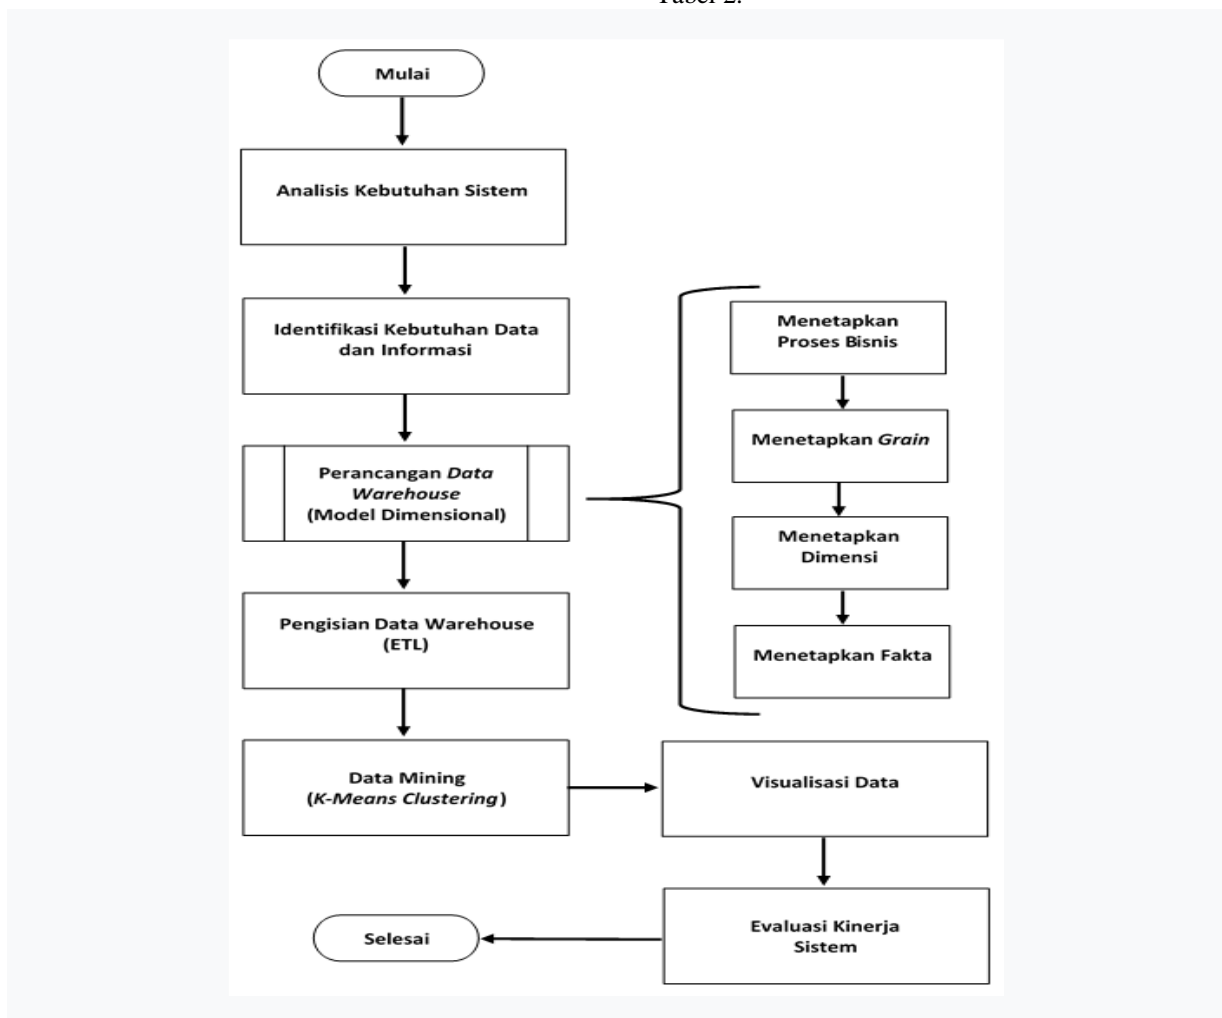 Tabel 2.
Mulai
Analisis Kebutuhan Sistem
Identifikasi Kebutuhan Data
dan Informasi
Perancangan Data
Warehouse
(Model Dimensional)
Menetapkan
Proses Bisnis
Menetapkan Grain
Menetapkan
Dimensi
Menetapkan Fakta
Pengisian Data Warehouse
(ETL)
Data Mining
(K-Means Clustering)
Visualisasi Data
Evaluasi Kinerja
Sistem
Selesai